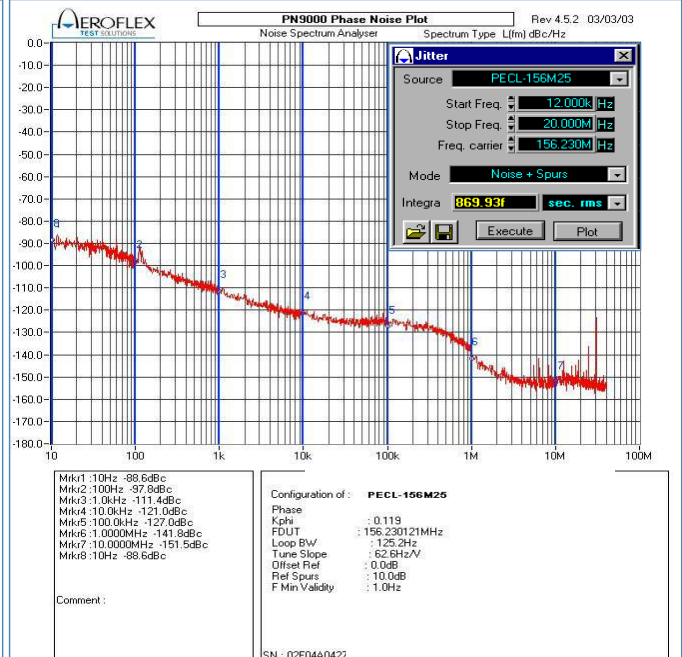 AEROFLEX
TEST SOLUTIONS
PN9000 Phase Noise Plot
Rev 4.5.2 03/03/03
Noise Spectrum Analyser
Spectrum Type L(fm) dBc/Hz
Jitter
Source PECL-156M25
Start Freq. 12.000k Hz
Stop Freq. 20.000M Hz
Freq. carrier 156.230M Hz
Mode Noise + Spurs
Integra 869.93f sec. rms
Execute Plot
0.0
-10.0
-20.0
-30.0
-40.0
-50.0
-60.0
-70.0
-80.0
-90.0
-100.0
-110.0
-120.0
-130.0
-140.0
-150.0
-160.0
-170.0
-180.0
8
2
3
4
5
6
7
10 100 1k 10k 100k 1M 10M 100M
Mrkr1 :10Hz -88.6dBc
Mrkr2 :100Hz -97.8dBc
Mrkr3 :1.0kHz -111.4dBc
Mrkr4 :10.0kHz -121.0dBc
Mrkr5 :100.0kHz -127.0dBc
Mrkr6 :1.0000MHz -141.8dBc
Mrkr7 :10.0000MHz -151.5dBc
Mrkr8 :10Hz -88.6dBc
Comment :
Configuration of : PECL-156M25
Phase
Kphi : 0.119
FDUT : 156.230121MHz
Loop BW : 125.2Hz
Tune Slope : 62.6Hz/V
Offset Ref : 0.0dB
Ref Spurs : 10.0dB
F Min Validity : 1.0Hz